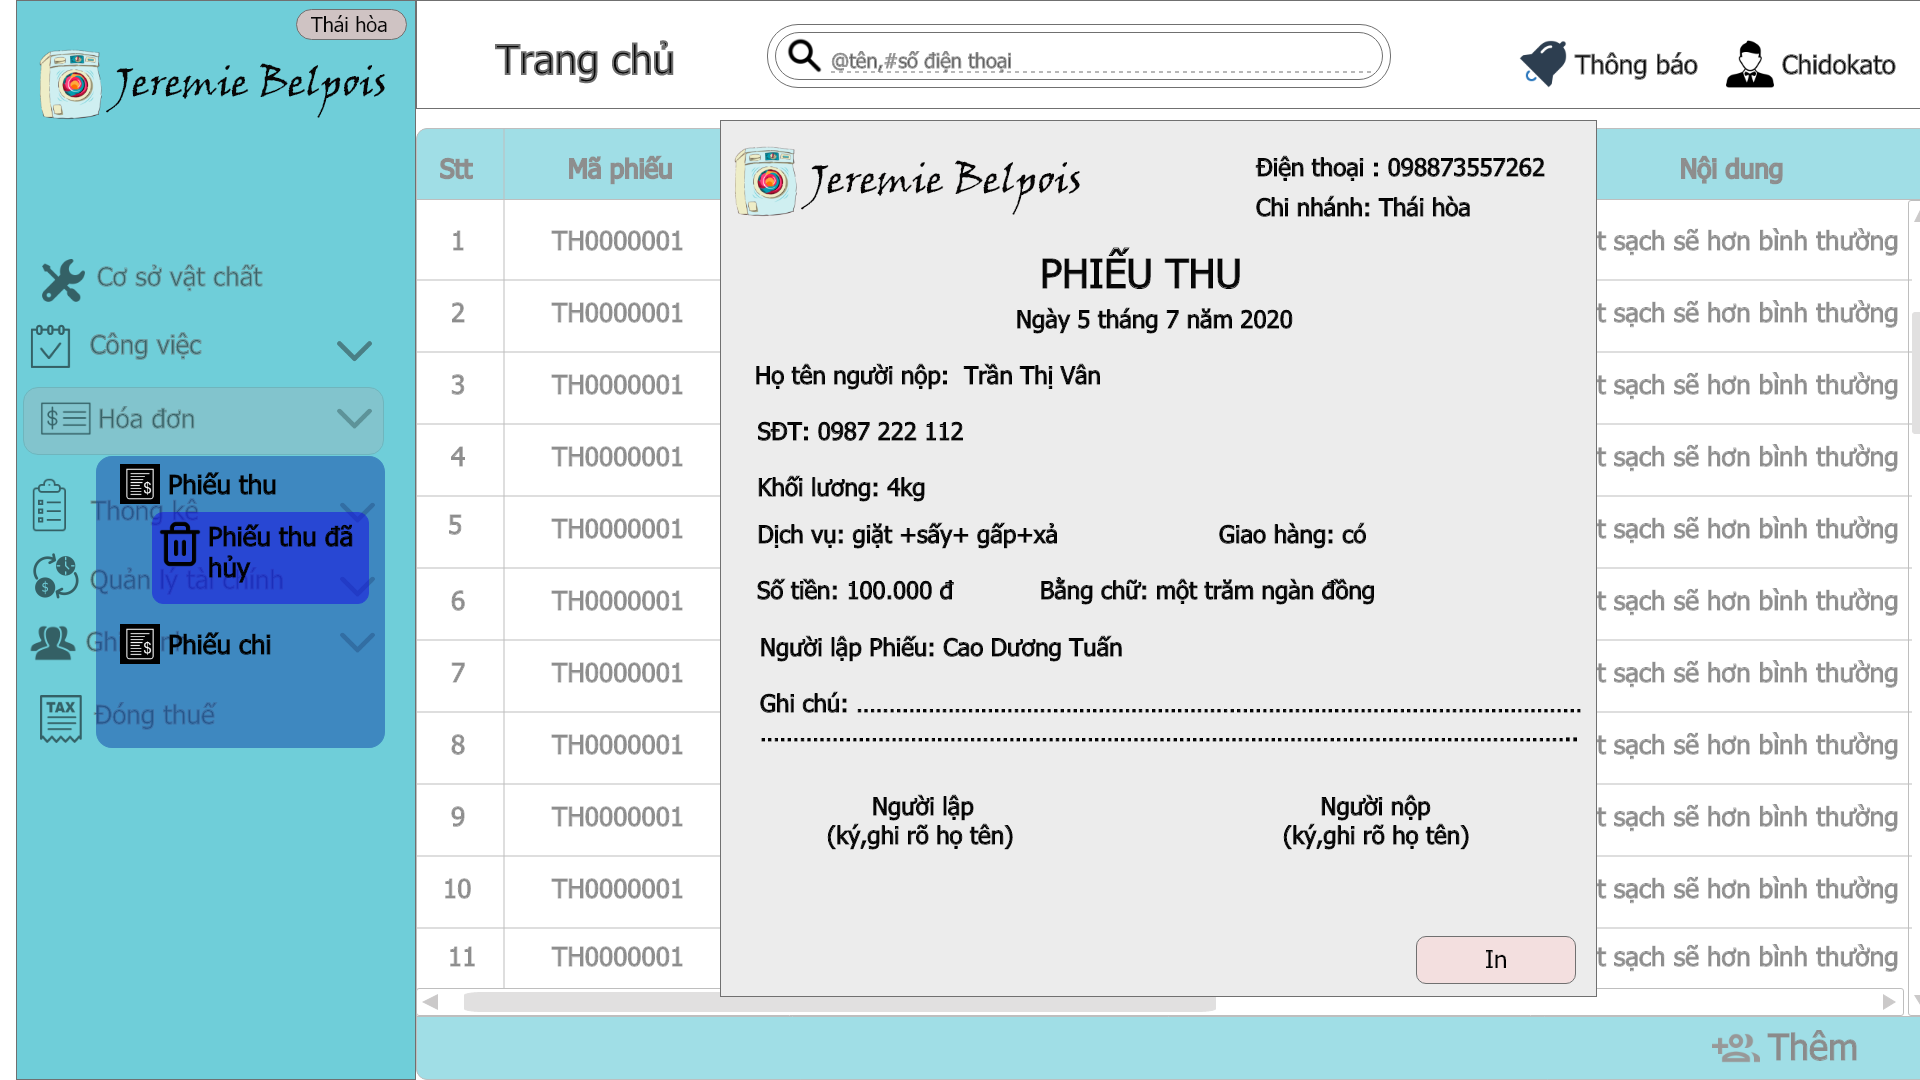 Thái hòa
Jeremie Belpois
Cơ sở vật chất
Công việc
Hóa đơn
Phiếu thu
Thống kê
Phiếu thu đã
hủy
Quản lý tài chính
Phiếu chi
TAX
Đóng thuế
Trang chủ
@tên,#số điện thoại
Thông báo
Chidokato
Stt
Mã phiếu
Nội dung
1
TH0000001
t sạch sẽ hơn bình thường
2
TH0000001
t sạch sẽ hơn bình thường
3
TH0000001
t sạch sẽ hơn bình thường
4
TH0000001
t sạch sẽ hơn bình thường
5
TH0000001
t sạch sẽ hơn bình thường
6
TH0000001
t sạch sẽ hơn bình thường
7
TH0000001
t sạch sẽ hơn bình thường
8
TH0000001
t sạch sẽ hơn bình thường
9
TH0000001
t sạch sẽ hơn bình thường
10
TH0000001
t sạch sẽ hơn bình thường
11
TH0000001
t sạch sẽ hơn bình thường
Jeremie Belpois
Điện thoại : 098873557262
Chi nhánh: Thái hòa
PHIẾU THU
Ngày 5 tháng 7 năm 2020
Họ tên người nộp: Trần Thị Vân
SĐT: 0987 222 112
Khối lương: 4kg
Dịch vụ: giặt +sấy+ gấp+xả
Giao hàng: có
Số tiền: 100.000 đ
Bằng chữ: một trăm ngàn đồng
Người lập Phiếu: Cao Dương Tuấn
Ghi chú:
Người lập
(ký,ghi rõ họ tên)
Người nộp
(ký,ghi rõ họ tên)
In
Thêm